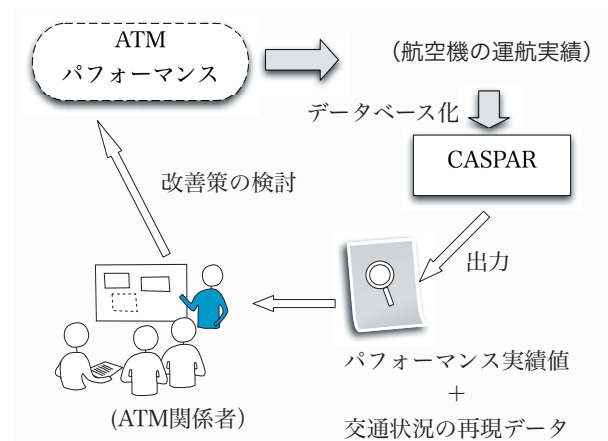 ATM
パフォーマンス
（航空機の運航実績）
データベース化
CASPAR
改善策の検討
出力
パフォーマンス実績値
+
交通状況の再現データ
(ATM関係者）